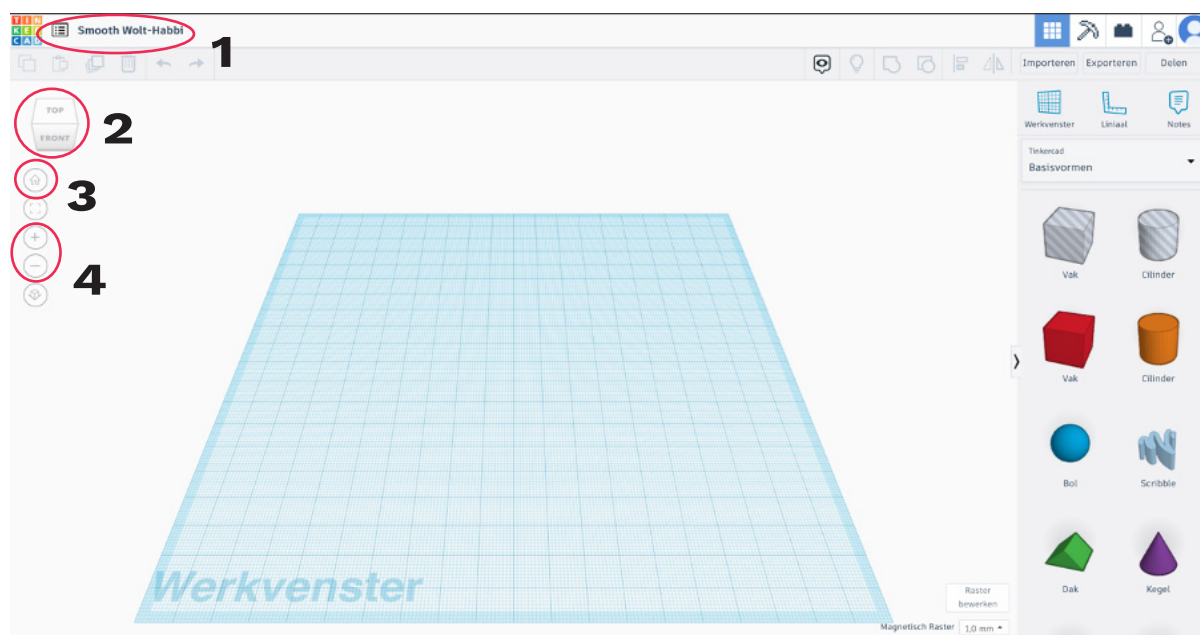 TIN
KER
CAD
Smooth Wolt-Habbi
1
Importeren Exporteren Delen
TOP
FRONT
2
3
4
Werkvenster Liniaal Notes
Tinkercad
Basisvormen
Vak Cilinder
Vak Cilinder
Bol Scribble
Dak Kegel
Werkvenster
Raster
bewerken
Magnetisch Raster 1,0 mm